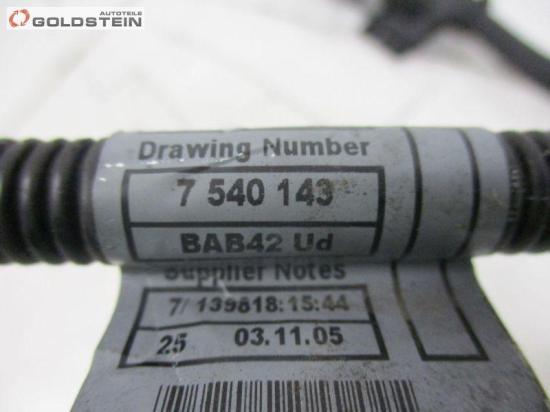 AUTOTEILE
GOLDSTEIN
Drawing Number
7 540 143
BAB42 Ud
Supplier Notes
7/ 139818:15:44
25 03.11.05